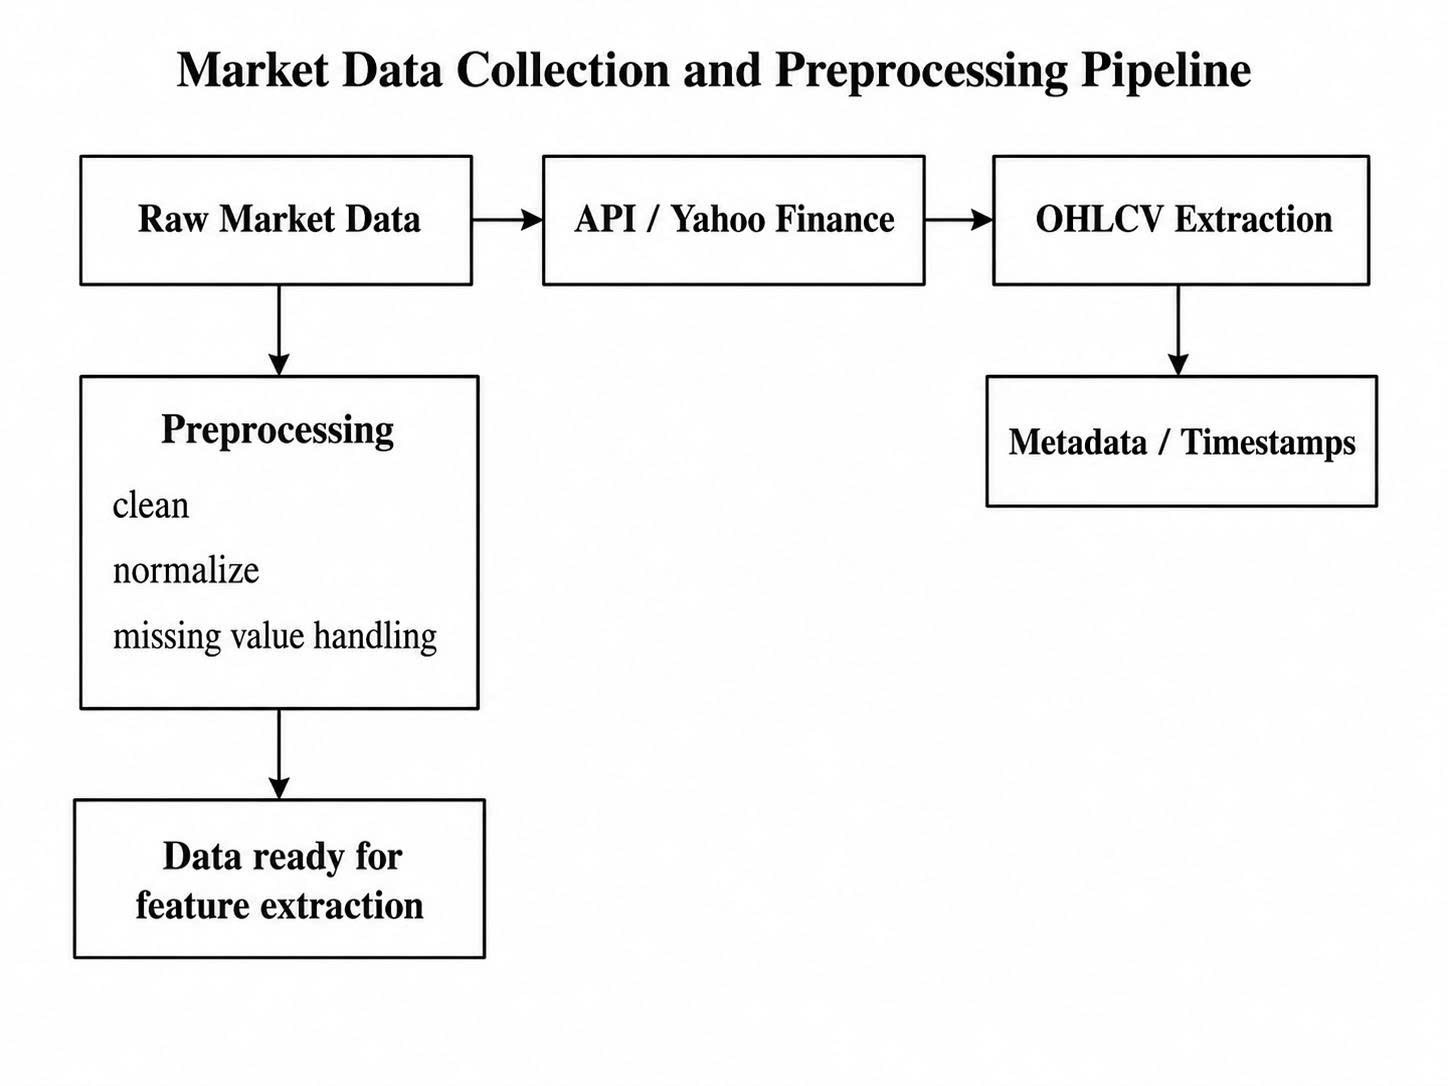 Market Data Collection and Preprocessing Pipeline
Raw Market Data
API / Yahoo Finance
OHLCV Extraction
Preprocessing
clean
normalize
missing value handling
Metadata / Timestamps
Data ready for
feature extraction